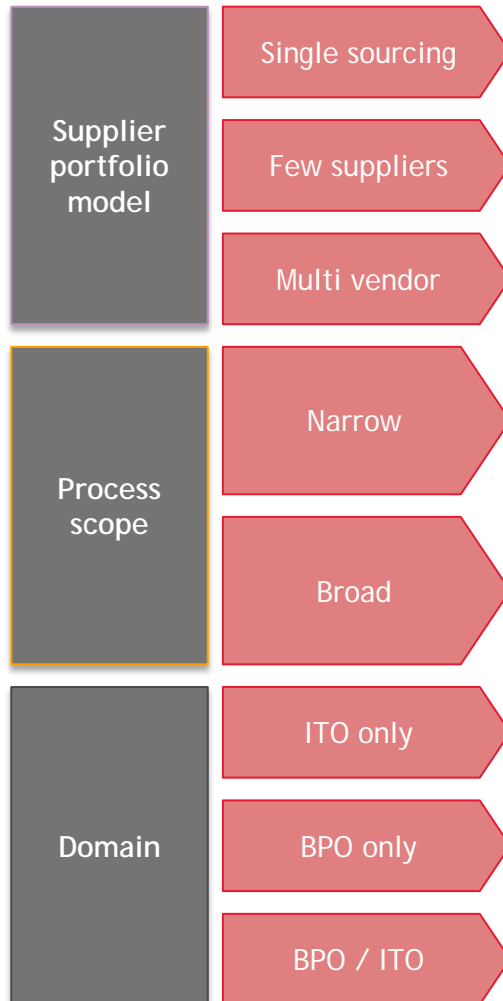 Supplier
portfolio
model
Single sourcing
Few suppliers
Multi vendor
Process
scope
Narrow
Broad
Domain
ITO only
BPO only
BPO / ITO